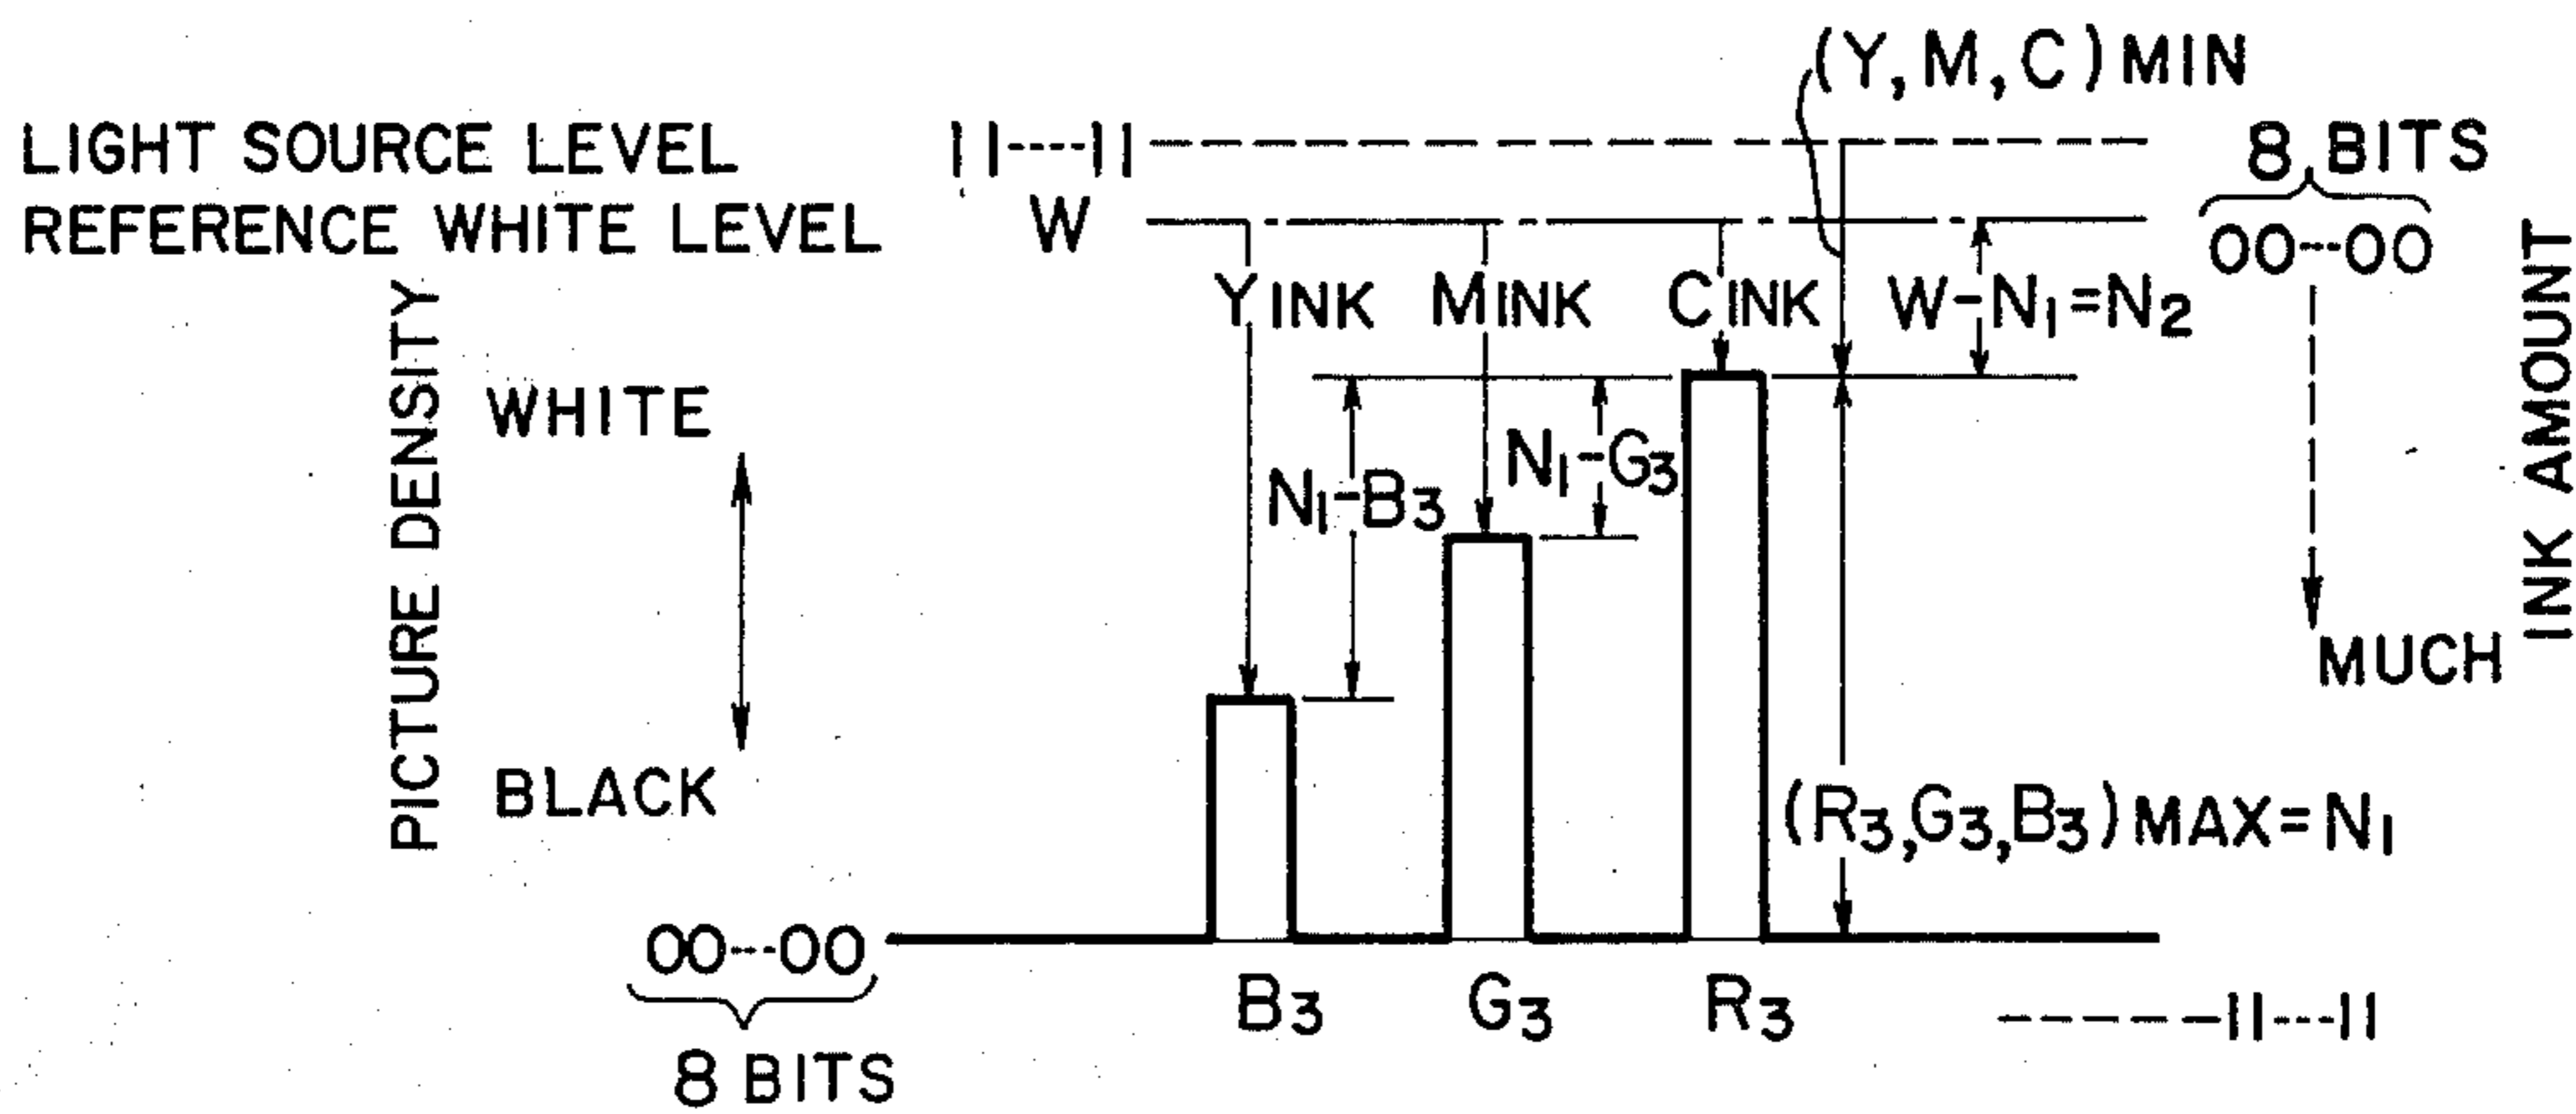 (Y, M, C) MIN
LIGHT SOURCE LEVEL 11----11
8 BITS
REFERENCE WHITE LEVEL W
00--00
Y INK M INK C INK W-N1=N2
INK AMOUNT
PICTURE DENSITY
WHITE
N1-B3 N1-G3
MUCH
BLACK
(R3,G3,B3) MAX=N1
00--00
B3 G3 R3
------11---11
8 BITS